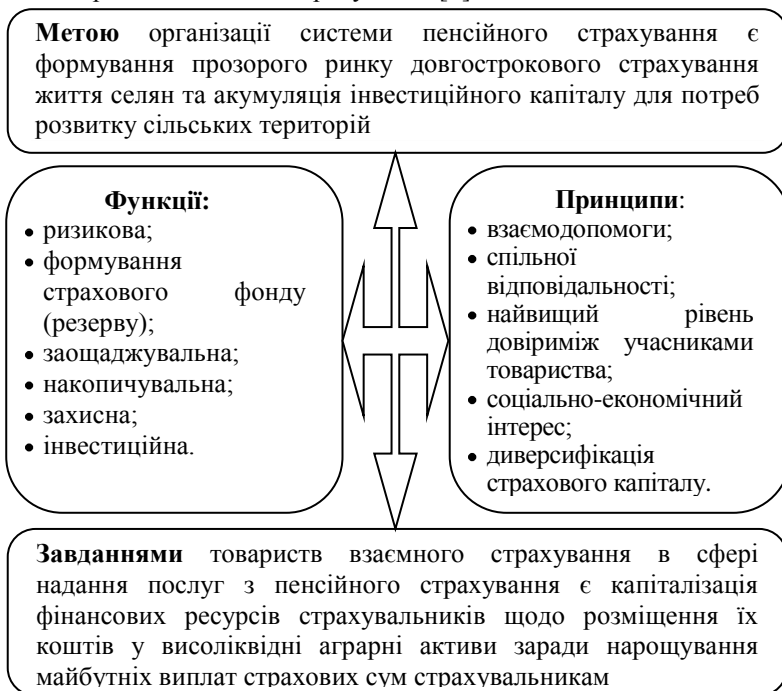 Метою організації системи пенсійного страхування є
формування прозорого ринку довгострокового страхування
життя селян та акумуляція інвестиційного капіталу для потреб
розвитку сільських територій
Функції:
• ризикова;
• формування
страхового фонду
(резерву);
• заощаджувальна;
• накопичувальна;
• захисна;
• інвестиційна.
Принципи:
• взаємодопомоги;
• спільної
відповідальності;
• найвищий рівень
довіриміж учасниками
товариства;
• соціально-економічний
інтерес;
• диверсифікація
страхового капіталу.
Завданнями товариств взаємного страхування в сфері
надання послуг з пенсійного страхування є капіталізація
фінансових ресурсів страхувальників щодо розміщення їх
коштів у високоліквідні аграрні активи заради нарощування
майбутніх виплат страхових сум страхувальникам